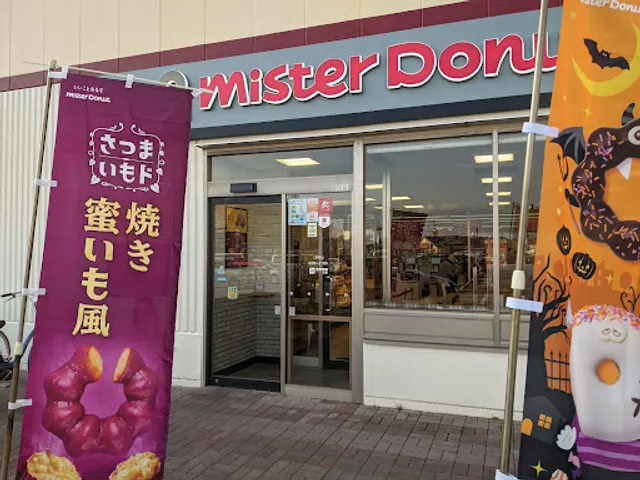 mister Donut
いいことあるぞ
mister Donut
さつま
いもド
焼き
蜜いも風
mister Donut